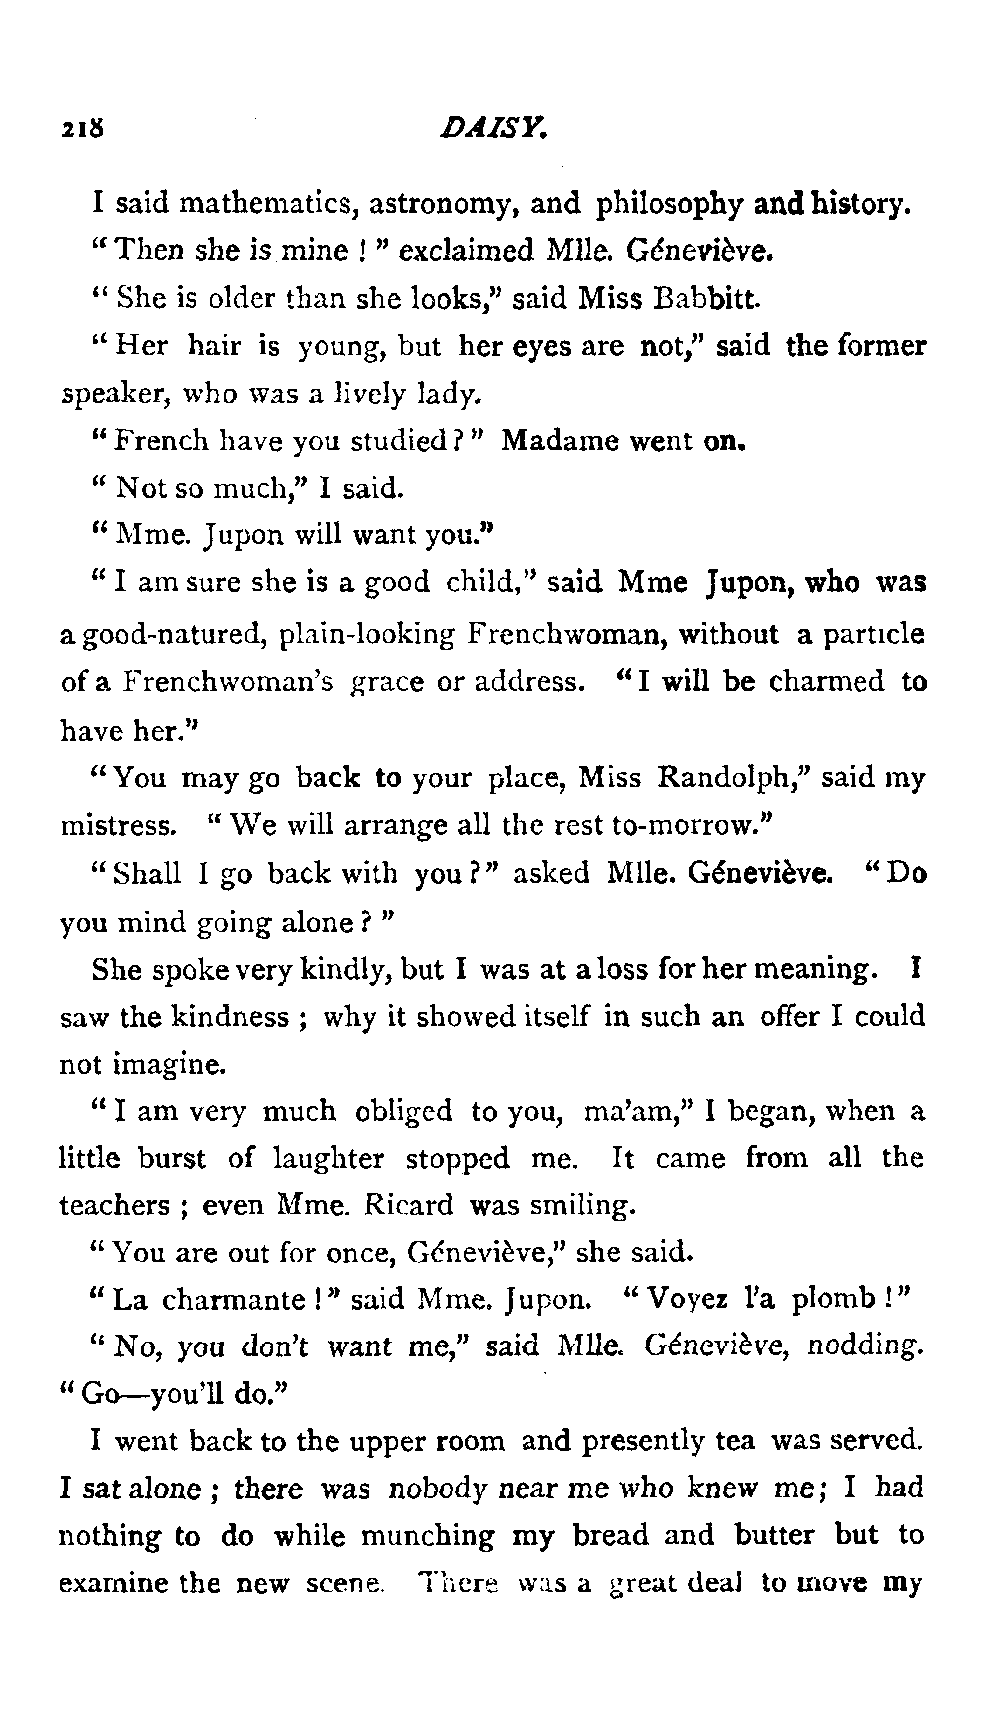 218 DAISY.
I said mathematics, astronomy, and philosophy and history.
“Then she is mine ! ” exclaimed Mlle. Géneviève.
“ She is older than she looks,” said Miss Babbitt.
“ Her hair is young, but her eyes are not,” said the former
speaker, who was a lively lady.
“French have you studied? ” Madame went on.
“ Not so much,” I said.
“ Mme. Jupon will want you.”
“ I am sure she is a good child,” said Mme Jupon, who was
a good-natured, plain-looking Frenchwoman, without a particle
of a Frenchwoman’s grace or address. “ I will be charmed to
have her.”
“You may go back to your place, Miss Randolph,” said my
mistress. “ We will arrange all the rest to-morrow.”
“Shall I go back with you ?” asked Mlle. Géneviève. “Do
you mind going alone ? ”
She spoke very kindly, but I was at a loss for her meaning. I
saw the kindness ; why it showed itself in such an offer I could
not imagine.
“ I am very much obliged to you, ma’am,” I began, when a
little burst of laughter stopped me. It came from all the
teachers ; even Mme. Ricard was smiling.
“ You are out for once, Géneviève,” she said.
“ La charmante !” said Mme. Jupon. “ Voyez l’a plomb !”
“ No, you don’t want me,” said Mlle. Géneviève, nodding.
“ Go—you’ll do.”
I went back to the upper room and presently tea was served.
I sat alone ; there was nobody near me who knew me; I had
nothing to do while munching my bread and butter but to
examine the new scene. There was a great deal to move my